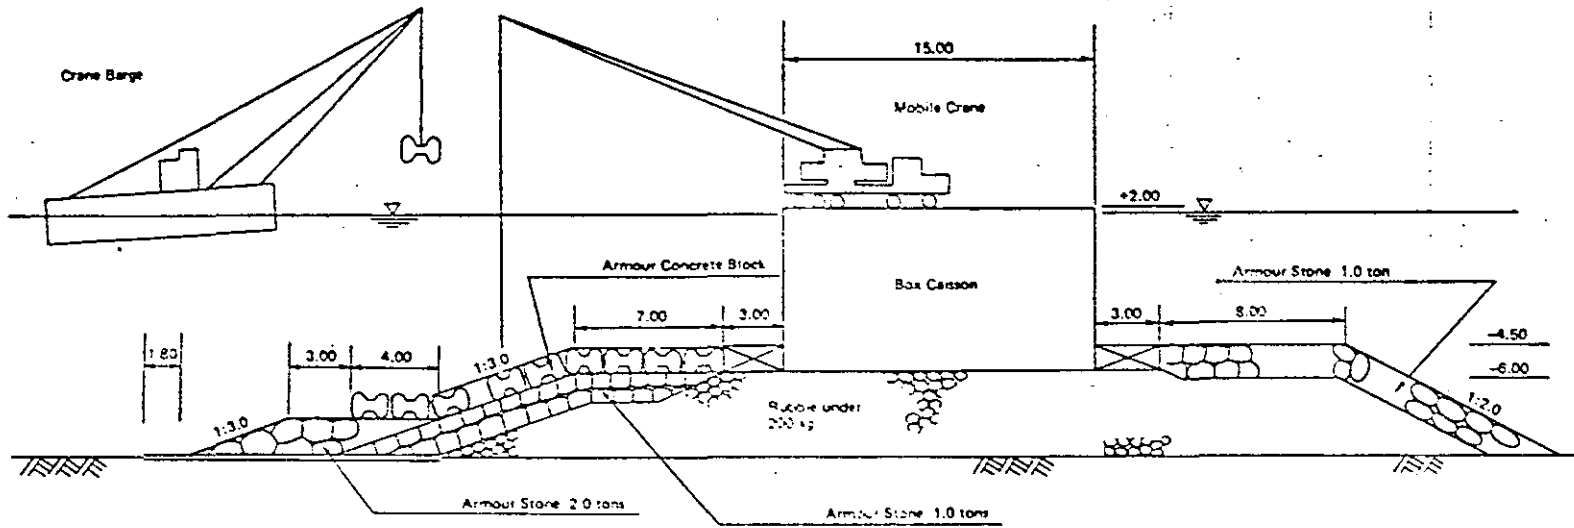 15.00
Crane Barge
Mobile Crane
+2.00
Armour Concrete Block
Armour Stone 1.0 ton
Box Caisson
7.00
3.00
3.00
8.00
-4.50
1.80
3.00
4.00
1:3.0
-6.00
Rubble under
200 kg
1:2.0
1:3.0
Armour Stone 2.0 tons
Armour Stone 1.0 tons